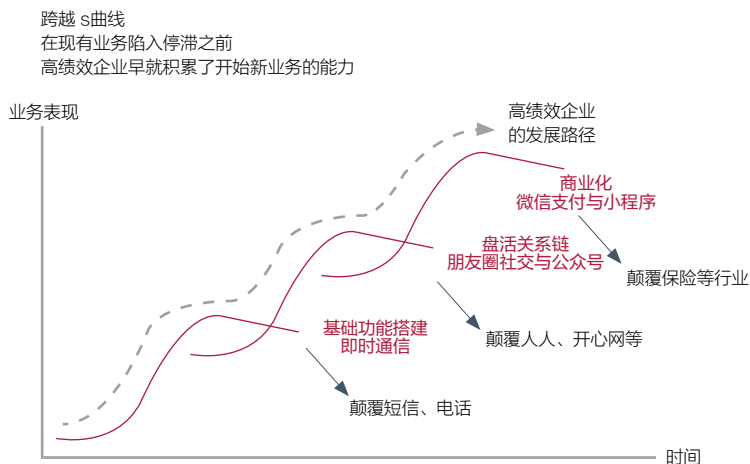 跨越 s曲线
在现有业务陷入停滞之前
高绩效企业早就积累了开始新业务的能力
业务表现
高绩效企业
的发展路径
商业化
微信支付与小程序
盘活关系链
朋友圈社交与公众号
颠覆保险等行业
基础功能搭建
即时通信
颠覆人人、开心网等
颠覆短信、电话
时间